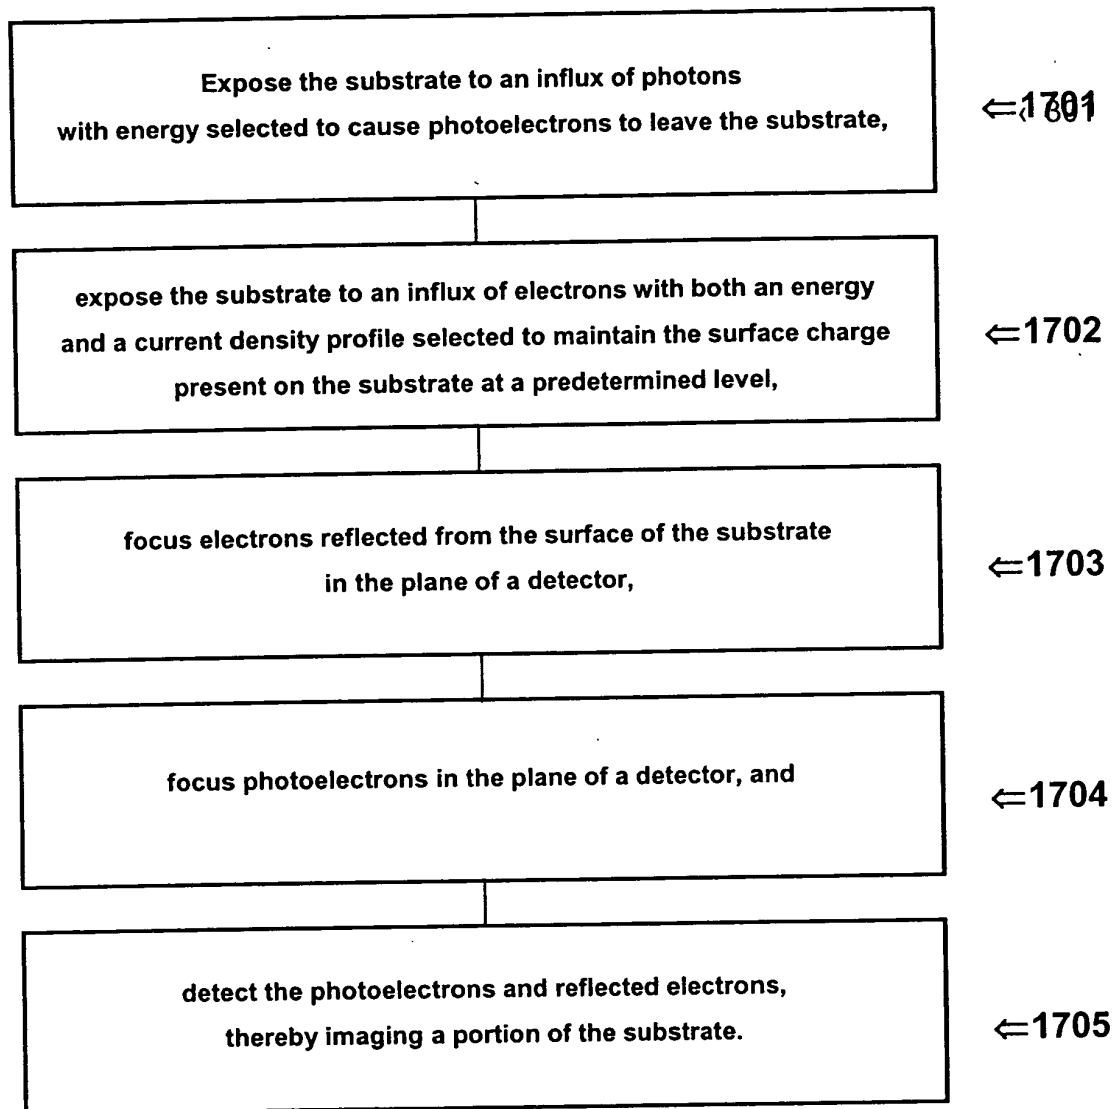 Expose the substrate to an influx of photons
with energy selected to cause photoelectrons to leave the substrate,
⇐1701
expose the substrate to an influx of electrons with both an energy
and a current density profile selected to maintain the surface charge
present on the substrate at a predetermined level,
⇐1702
focus electrons reflected from the surface of the substrate
in the plane of a detector,
⇐1703
focus photoelectrons in the plane of a detector, and
⇐1704
detect the photoelectrons and reflected electrons,
thereby imaging a portion of the substrate.
⇐1705